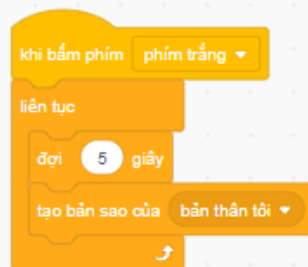 khi bấm phím phím trắng
liên tục
đợi 5 giây
tạo bản sao của bản thân tôi